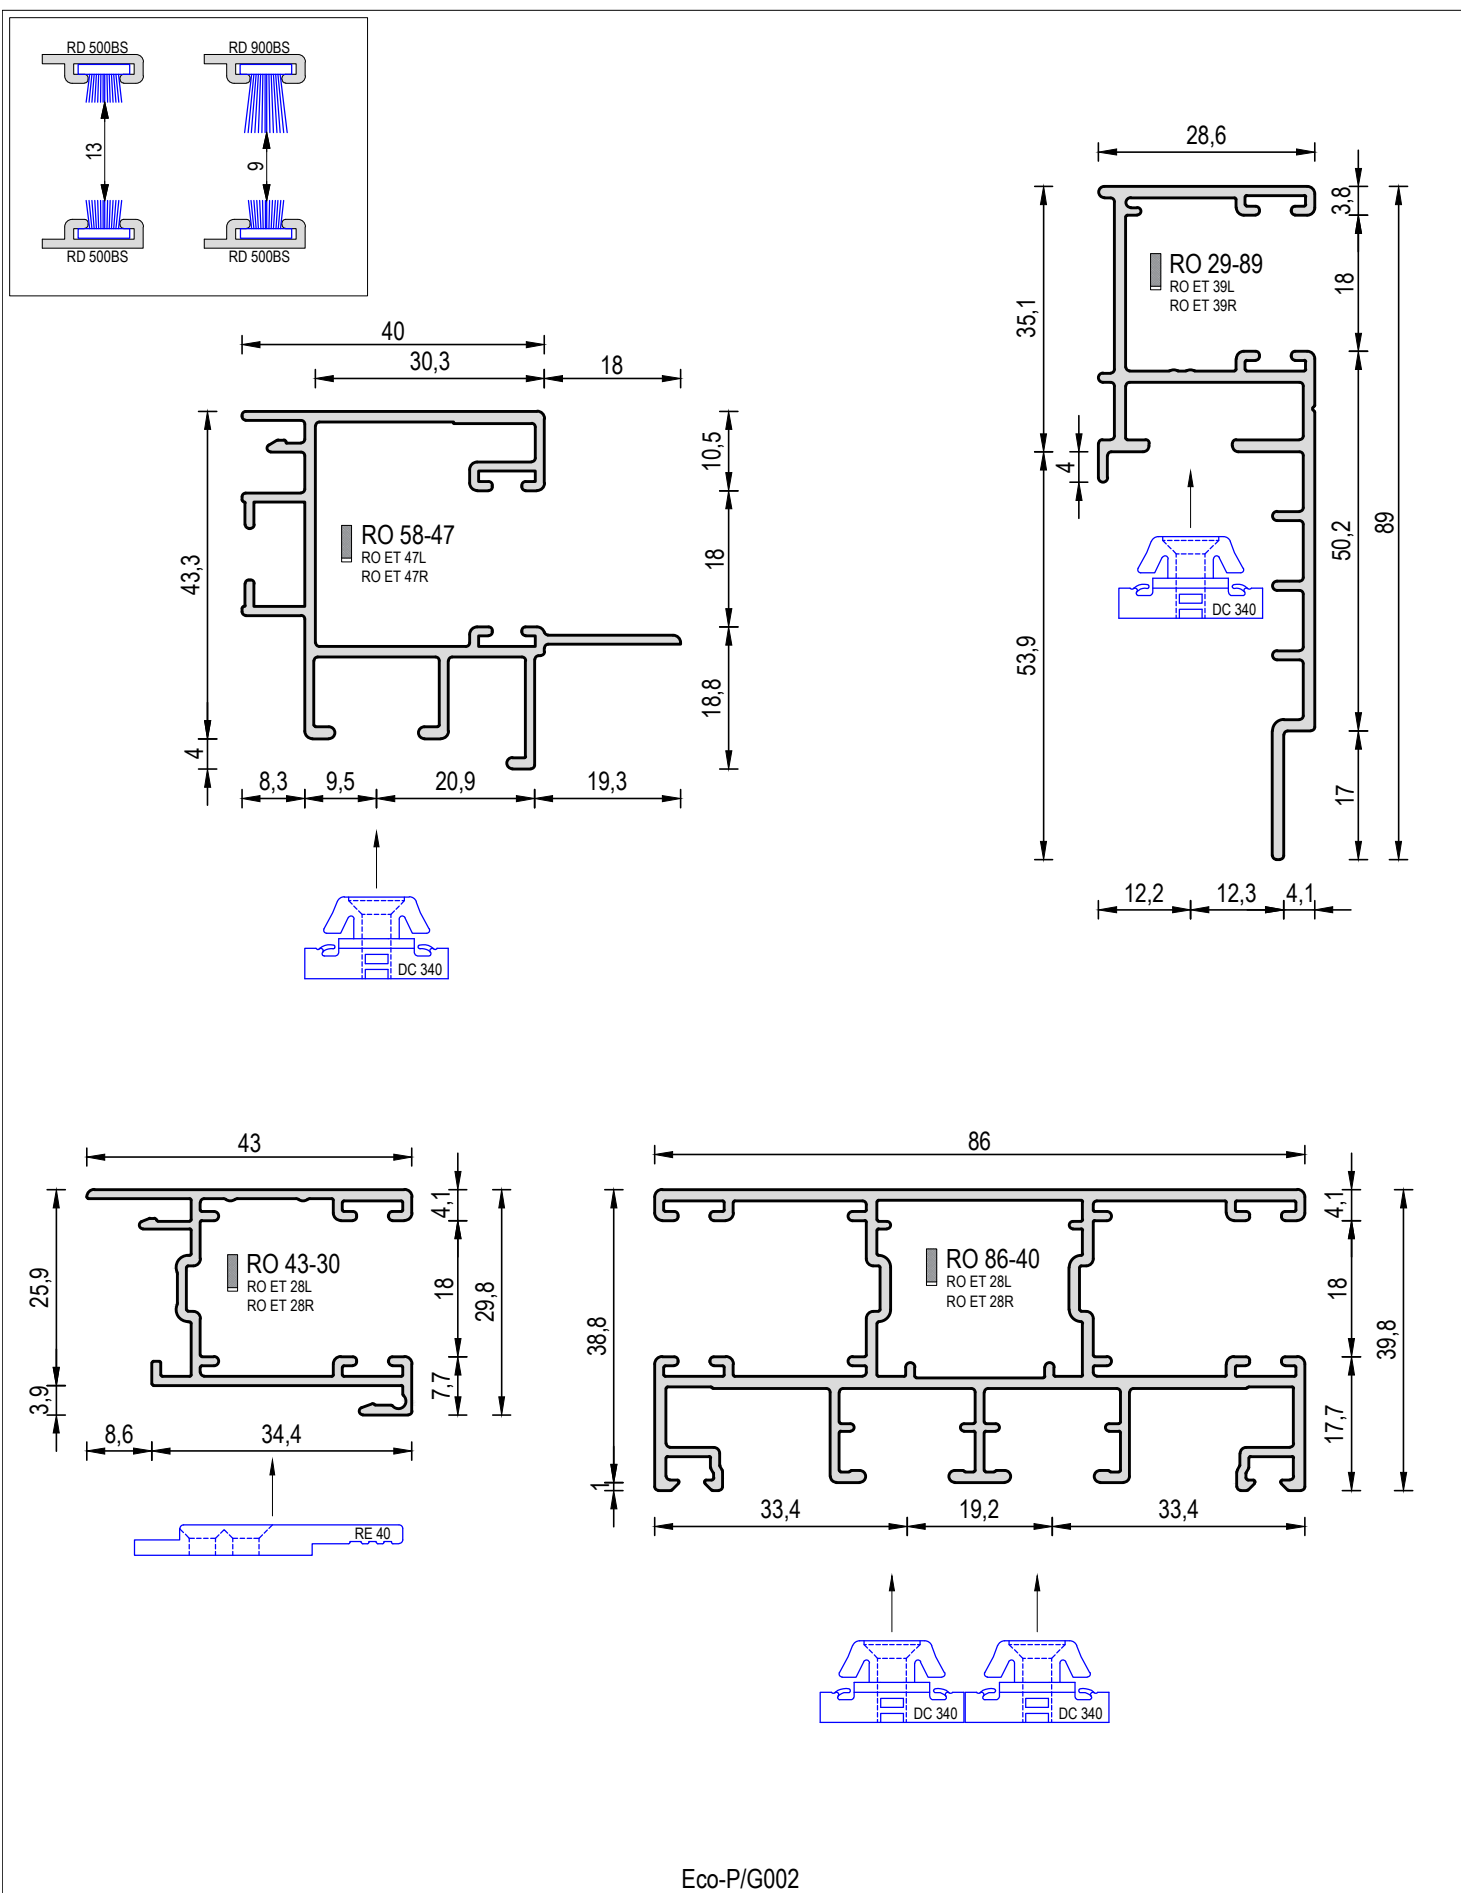 RD 500BS
RD 900BS
13
9
RD 500BS
RD 500BS
28,6
3,8
35,1
18
89
RO 29-89
RO ET 39L
RO ET 39R
4
50,2
53,9
DC 340
17
12,2
12,3
4,1
40
30,3
18
43,3
10,5
RO 58-47
RO ET 47L
RO ET 47R
18
18,8
4
8,3
9,5
20,9
19,3
DC 340
43
4,1
25,9
RO 43-30
RO ET 28L
RO ET 28R
18
29,8
3,9
7,7
8,6
34,4
RE 40
86
4,1
38,8
RO 86-40
RO ET 28L
RO ET 28R
18
39,8
17,7
1
33,4
19,2
33,4
DC 340
DC 340
Eco-P/G002